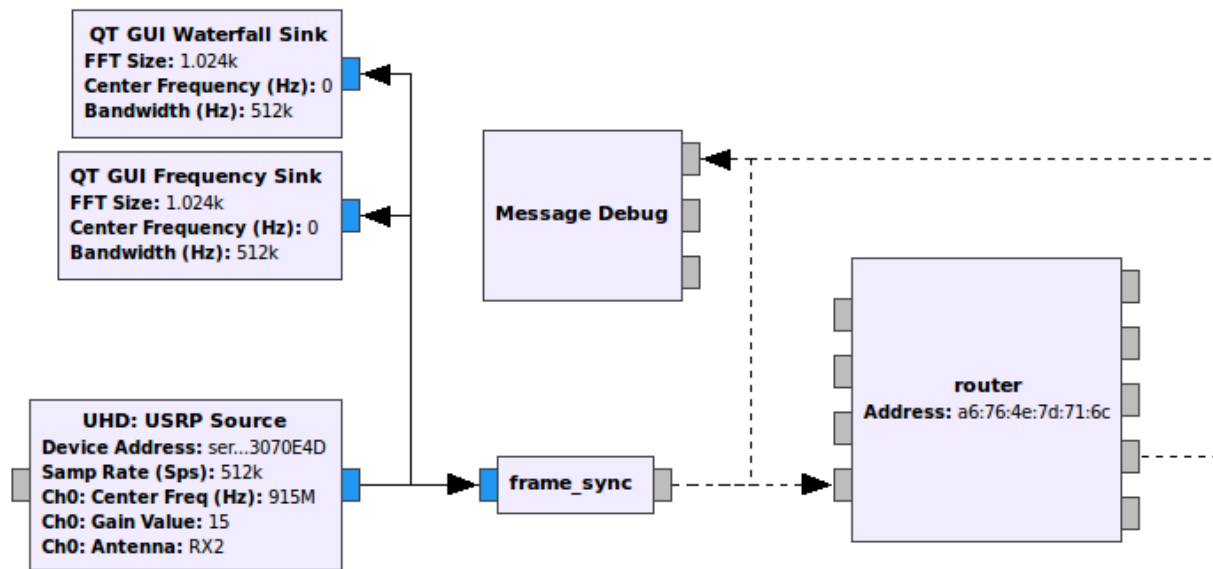 QT GUI Waterfall Sink
FFT Size: 1.024k
Center Frequency (Hz): 0
Bandwidth (Hz): 512k
QT GUI Frequency Sink
FFT Size: 1.024k
Center Frequency (Hz): 0
Bandwidth (Hz): 512k
Message Debug
router
Address: a6:76:4e:7d:71:6c
UHD: USRP Source
Device Address: ser...3070E4D
Samp Rate (Sps): 512k
Ch0: Center Freq (Hz): 915M
Ch0: Gain Value: 15
Ch0: Antenna: RX2
frame_sync